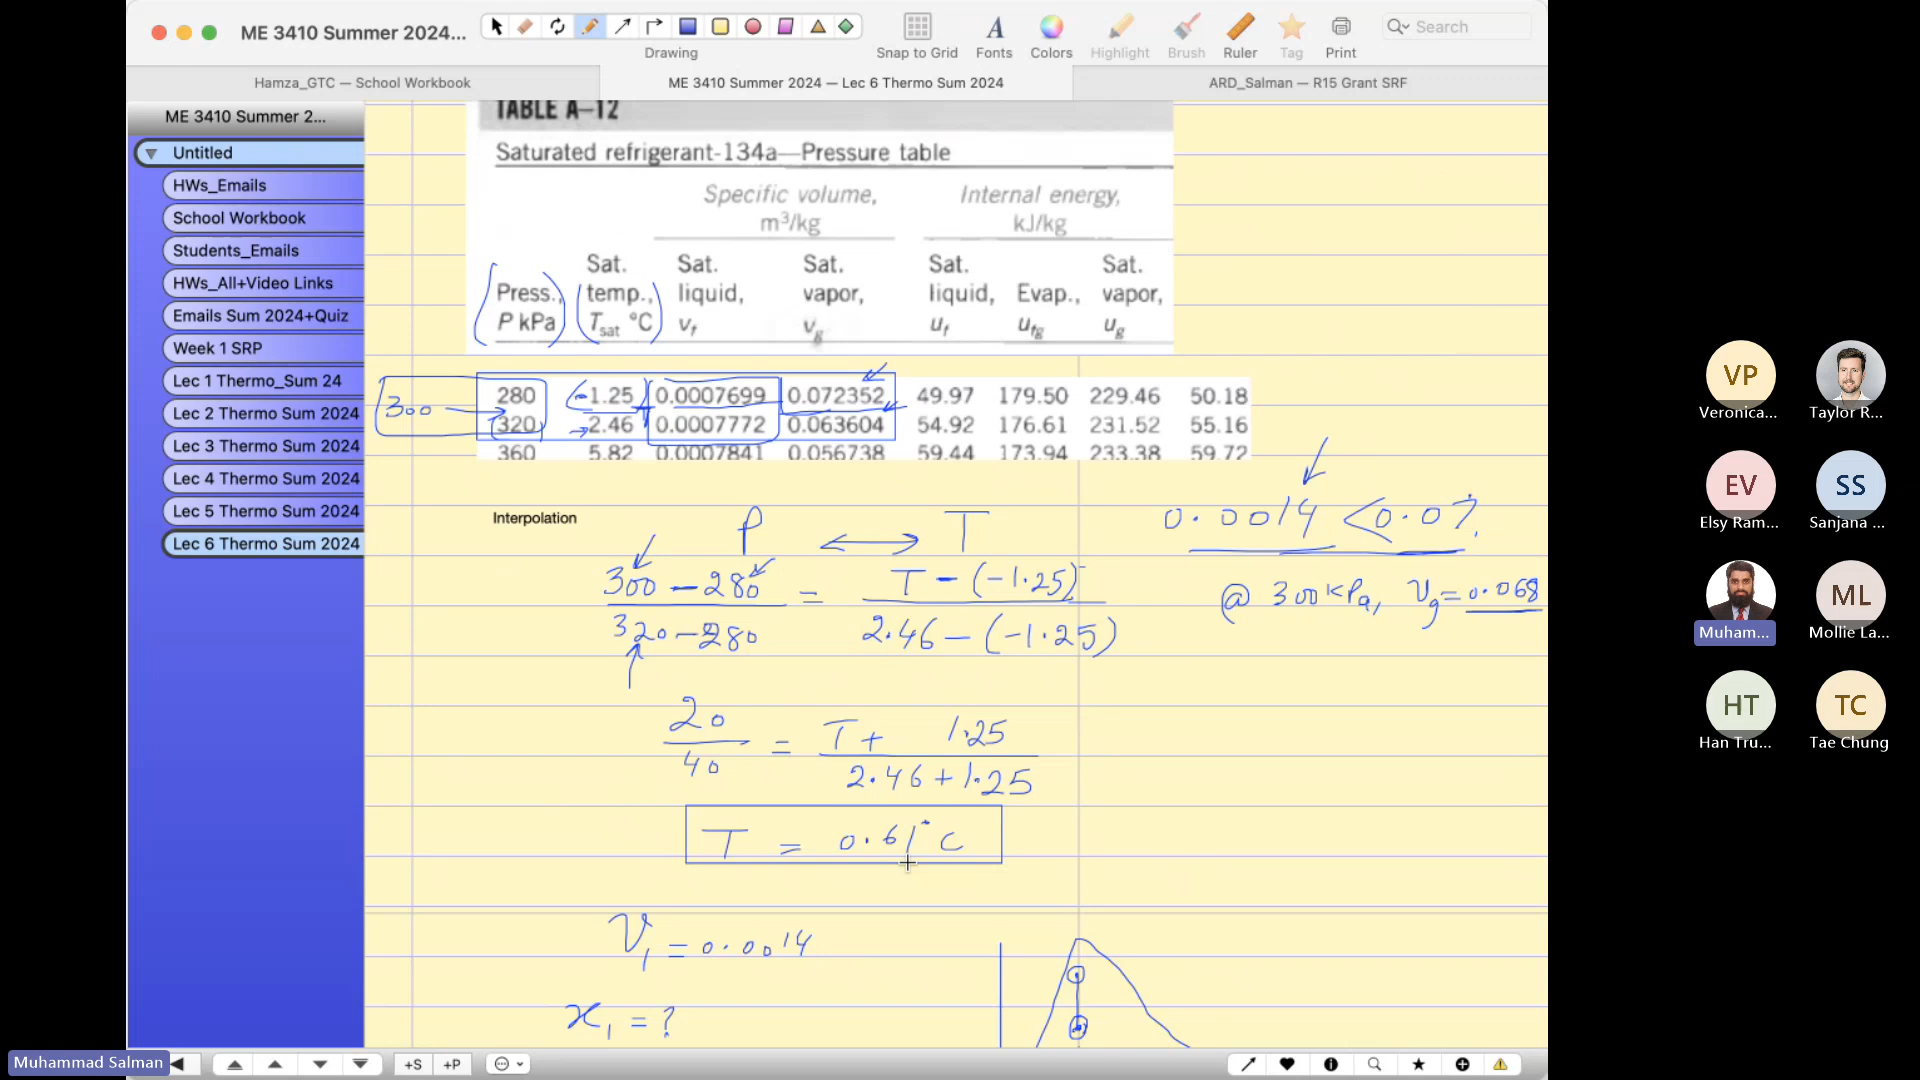 ME 3410 Summer 2024...
Drawing
Snap to Grid
Fonts
Colors
Highlight
Brush
Ruler
Tag
Print
Search
Hamza_GTC — School Workbook
ME 3410 Summer 2024 — Lec 6 Thermo Sum 2024
ARD_Salman — R15 Grant SRF
ME 3410 Summer 2...
Untitled
HWs_Emails
School Workbook
Students_Emails
HWs_All+Video Links
Emails Sum 2024+Quiz
Week 1 SRP
Lec 1 Thermo_Sum 24
Lec 2 Thermo Sum 2024
Lec 3 Thermo Sum 2024
Lec 4 Thermo Sum 2024
Lec 5 Thermo Sum 2024
Lec 6 Thermo Sum 2024
TABLE A–12
Saturated refrigerant-134a—Pressure table
Specific volume, m³/kg
Internal energy, kJ/kg
Press., P kPa
Sat. temp., Tsat °C
Sat. liquid, vf
Sat. vapor, vg
Sat. liquid, uf
Evap., ufg
Sat. vapor, ug
300
280 -1.25 0.0007699 0.072352 49.97 179.50 229.46 50.18
320 2.46 0.0007772 0.063604 54.92 176.61 231.52 55.16
360 5.82 0.0007841 0.056738 59.44 173.94 233.38 59.72
Interpolation
P ↔ T
0.0014 < 0.07
300 – 280 / 320 – 280 = T – (–1.25) / 2.46 – (–1.25)
@ 300 kPa, vg = 0.068
20 / 40 = T + 1.25 / 2.46 + 1.25
T = 0.61°C
V1 = 0.0014
x1 = ?
+S
+P
Muhammad Salman
VP
Veronica...
Taylor R...
EV
Elsy Ram...
SS
Sanjana ...
Muham...
ML
Mollie La...
HT
Han Tru...
TC
Tae Chung